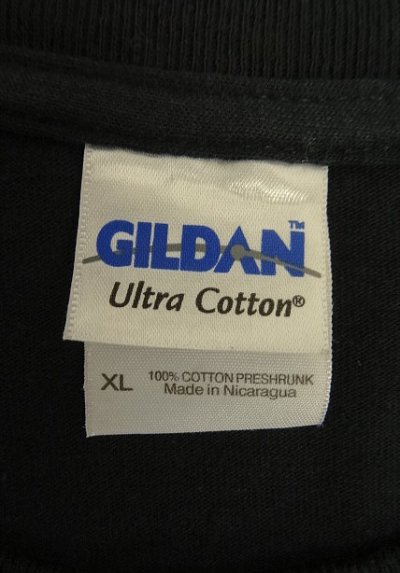 GILDAN™
Ultra Cotton®
XL
100% COTTON PRESHRUNK
Made in Nicaragua